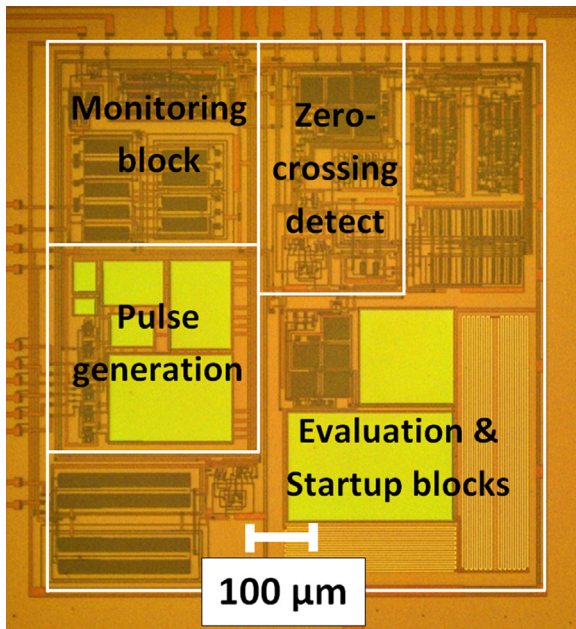 Monitoring
block
Zero-
crossing
detect
Pulse
generation
Evaluation &
Startup blocks
100 µm